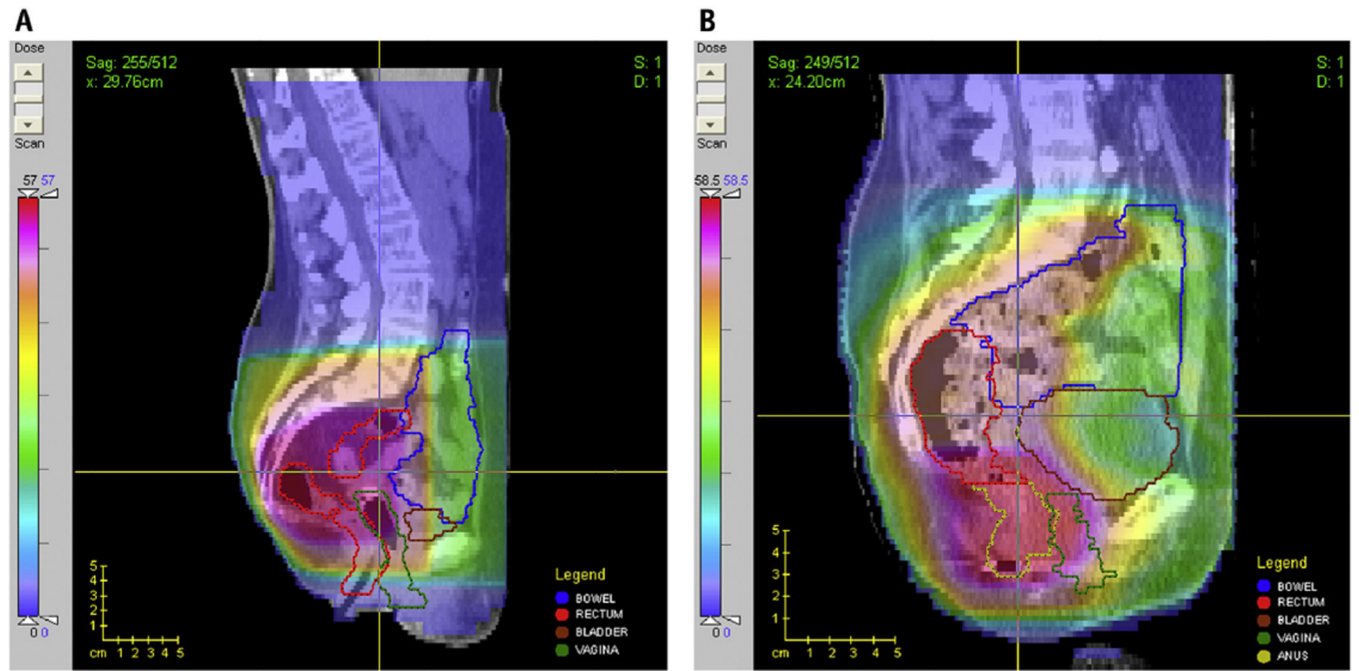 A
Dose
Scan
57 57
0 0
Sag: 255/512
x: 29.76cm
S: 1
D: 1
5
4
3
2
1
cm 1 2 3 4 5
Legend
BOWEL
RECTUM
BLADDER
VAGINA
B
Dose
Scan
58.5 58.5
0 0
Sag: 249/512
x: 24.20cm
S: 1
D: 1
5
4
3
2
1
cm 1 2 3 4 5
Legend
BOWEL
RECTUM
BLADDER
VAGINA
ANUS